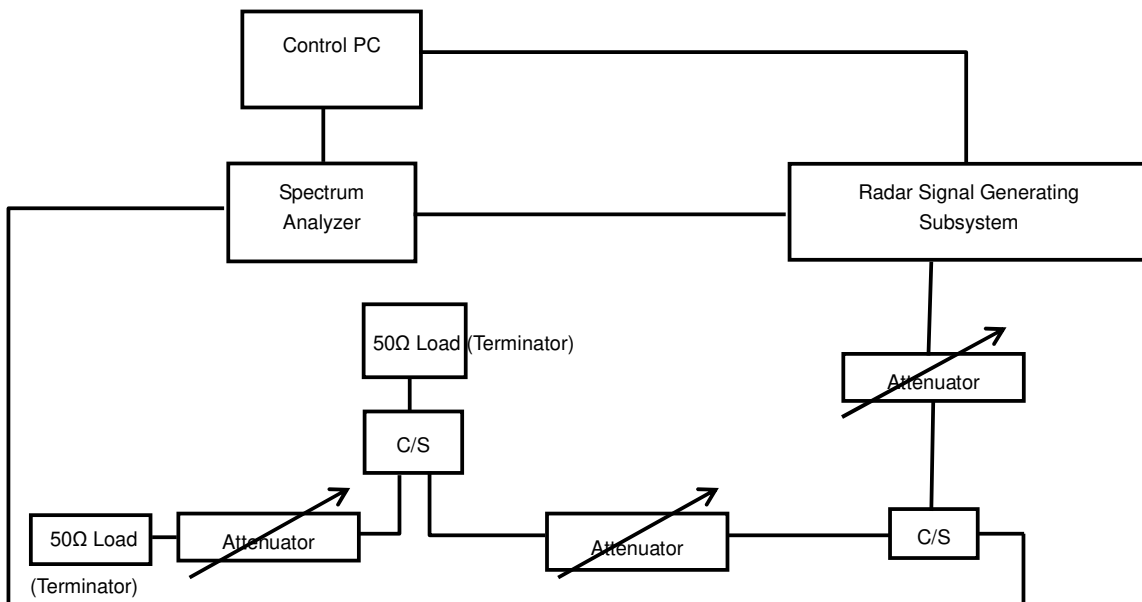 Control PC
Spectrum
Analyzer
Radar Signal Generating
Subsystem
50Ω Load (Terminator)
Attenuator
C/S
50Ω Load
(Terminator)
Attenuator
Attenuator
C/S